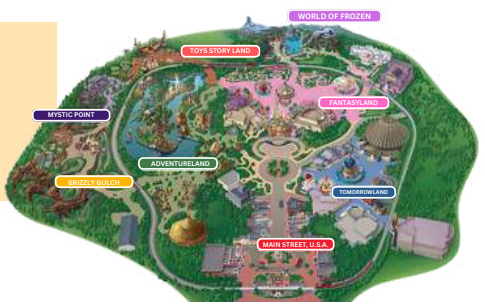 WORLD OF FROZEN
TOYS STORY LAND
FANTASYLAND
MYSTIC POINT
ADVENTURELAND
GRIZZLY GULCH
TOMORROWLAND
MAIN STREET, U.S.A.